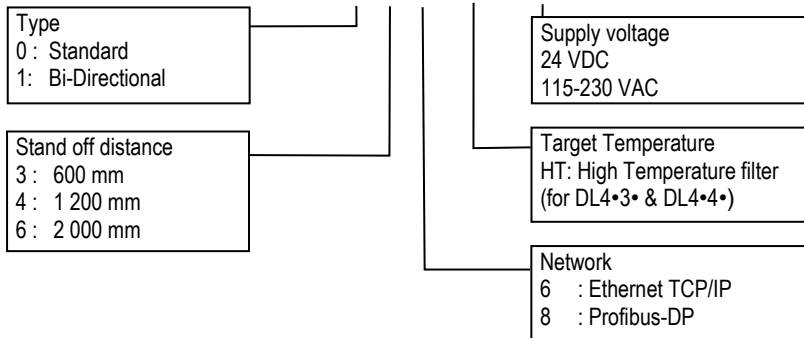 Type
0 : Standard
1: Bi-Directional
Supply voltage
24 VDC
115-230 VAC
Stand off distance
3 : 600 mm
4 : 1 200 mm
6 : 2 000 mm
Target Temperature
HT: High Temperature filter
(for DL4•3• & DL4•4•)
Network
6 : Ethernet TCP/IP
8 : Profibus-DP